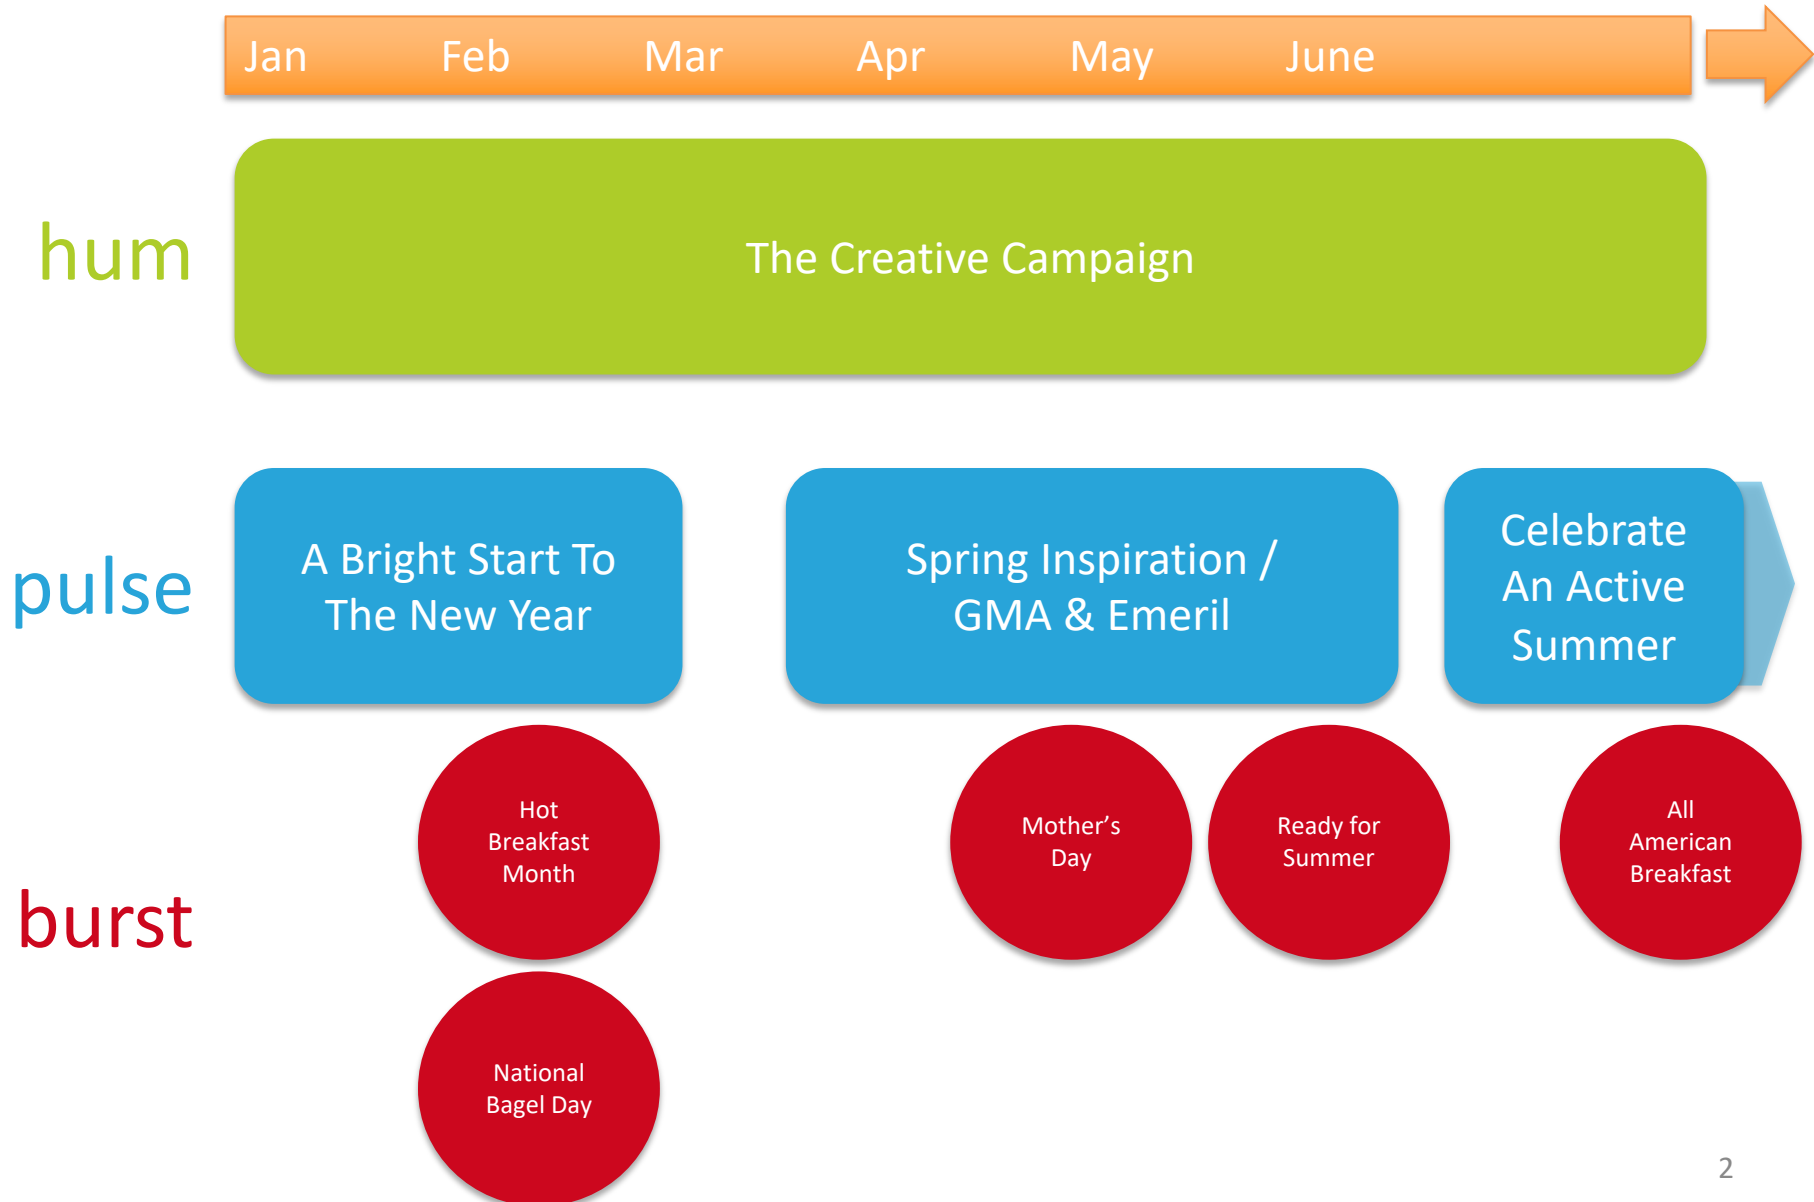 Jan Feb Mar Apr May June
hum
The Creative Campaign
pulse
A Bright Start To
The New Year
Spring Inspiration /
GMA & Emeril
Celebrate
An Active
Summer
burst
Hot
Breakfast
Month
Mother’s
Day
Ready for
Summer
All
American
Breakfast
National
Bagel Day
2